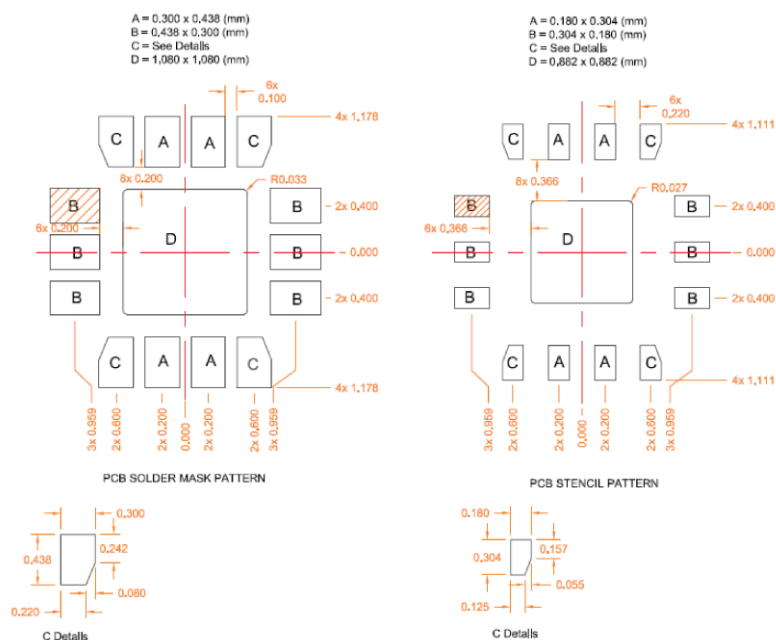 A = 0.300 x 0.438 (mm)
B = 0.438 x 0.300 (mm)
C = See Details
D = 1.080 x 1.080 (mm)
6x
0.100
4x 1.178
C
A
A
C
8x 0.200
R0.033
B
B
2x 0.400
6x 0.200
D
B
B
0.000
B
B
2x 0.400
C
A
A
C
4x 1.178
3x 0.959
2x 0.600
2x 0.200
0.000
2x 0.200
2x 0.600
3x 0.959
PCB SOLDER MASK PATTERN
0.300
0.242
0.438
0.080
0.220
C Details
A = 0.180 x 0.304 (mm)
B = 0.304 x 0.180 (mm)
C = See Details
D = 0.882 x 0.882 (mm)
6x
0.220
4x 1.111
C
A
A
C
8x 0.366
R0.027
B
B
2x 0.400
6x 0.366
D
B
B
0.000
B
B
2x 0.400
C
A
A
C
4x 1.111
3x 0.959
2x 0.600
2x 0.200
0.000
2x 0.200
2x 0.600
3x 0.959
PCB STENCIL PATTERN
0.180
0.157
0.304
0.055
0.125
C Details